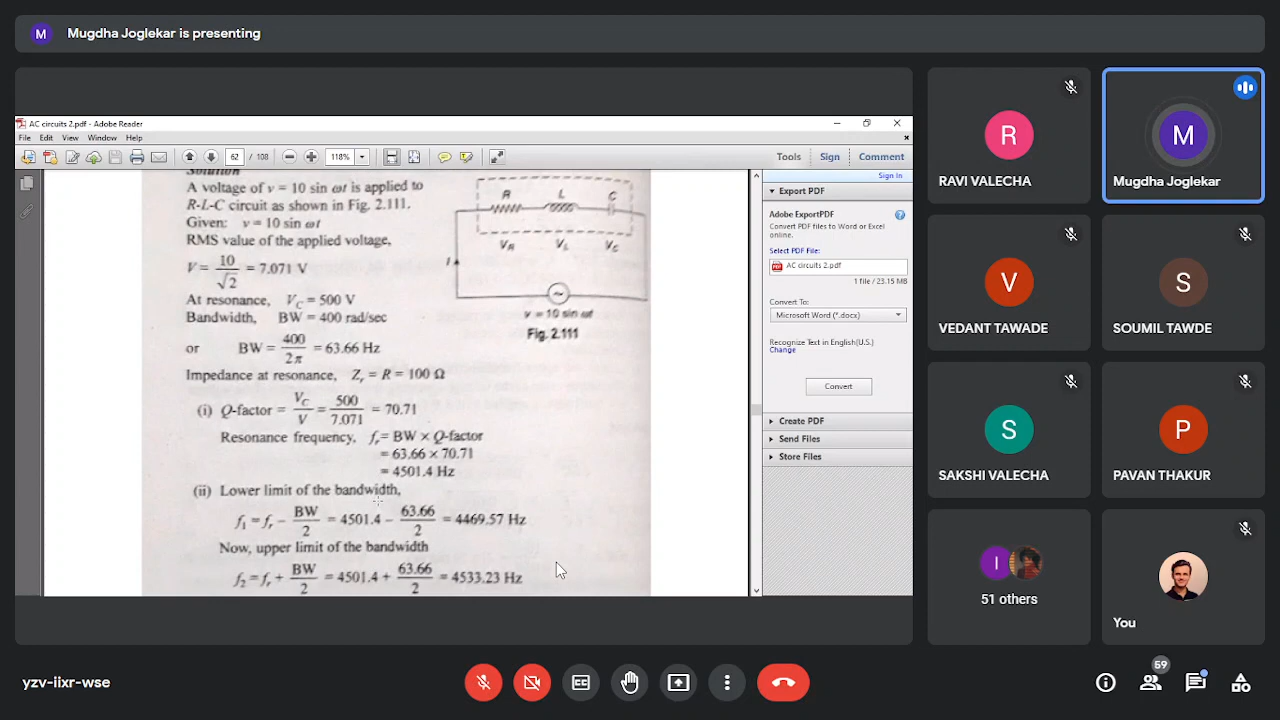 M
Mugdha Joglekar is presenting
AC circuits 2.pdf - Adobe Reader
File Edit View Window Help
62 / 108
118%
Tools Sign Comment
Solution
A voltage of v = 10 sin ωt is applied to
R-L-C circuit as shown in Fig. 2.111.
Given: v = 10 sin ωt
RMS value of the applied voltage,
V = 10/√2 = 7.071 V
At resonance, V_C = 500 V
Bandwidth, BW = 400 rad/sec
or BW = 400/2π = 63.66 Hz
Impedance at resonance, Z_r = R = 100 Ω
(i) Q-factor = V_C/V = 500/7.071 = 70.71
Resonance frequency, f_r = BW × Q-factor
= 63.66 × 70.71
= 4501.4 Hz
(ii) Lower limit of the bandwidth,
f_1 = f_r - BW/2 = 4501.4 - 63.66/2 = 4469.57 Hz
Now, upper limit of the bandwidth
f_2 = f_r + BW/2 = 4501.4 + 63.66/2 = 4533.23 Hz
R L C
V_R V_L V_C
I
v = 10 sin ωt
Fig. 2.111
Sign In
Export PDF
Adobe ExportPDF
Convert PDF files to Word or Excel
online.
Select PDF File:
AC circuits 2.pdf
1 file / 23.15 MB
Convert To:
Microsoft Word (*.docx)
Recognize Text in English(U.S.)
Change
Convert
Create PDF
Send Files
Store Files
R
RAVI VALECHA
M
Mugdha Joglekar
V
VEDANT TAWADE
S
SOUMIL TAWDE
S
SAKSHI VALECHA
P
PAVAN THAKUR
I
51 others
You
yzv-iixr-wse
59